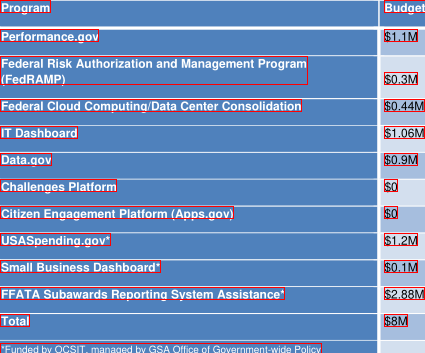 Program Budget
Performance.gov $1.1M
Federal Risk Authorization and Management Program
(FedRAMP) $0.3M
Federal Cloud Computing/Data Center Consolidation $0.44M
IT Dashboard $1.06M
Data.gov $0.9M
Challenges Platform $0
Citizen Engagement Platform (Apps.gov) $0
USASpending.gov* $1.2M
Small Business Dashboard* $0.1M
FFATA Subawards Reporting System Assistance* $2.88M
Total $8M
*Funded by OCSIT, managed by GSA Office of Government-wide Policy